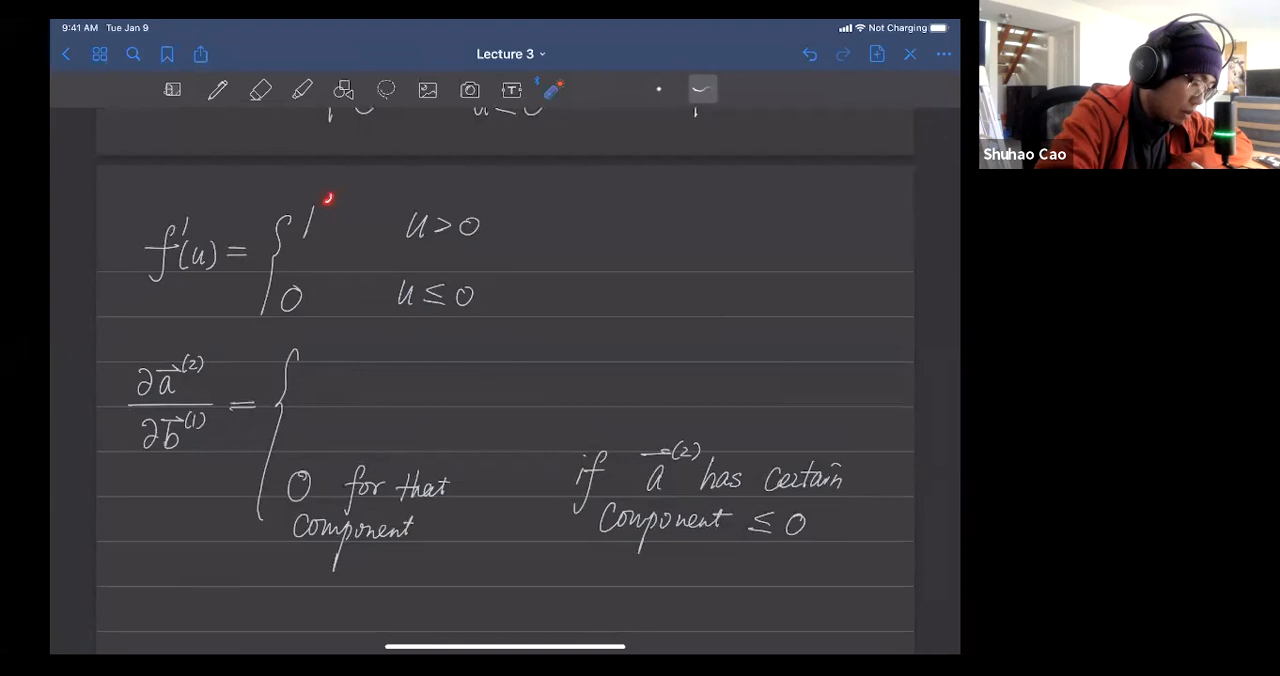 9:41 AM Tue Jan 9
Not Charging
Lecture 3
T
u ≤ 0
Shuhao Cao
f'(u) = { 1 u > 0
0 u ≤ 0
∂a⃗^(2) / ∂b⃗^(1) = {
0 for that component
if a⃗^(2) has certain component ≤ 0